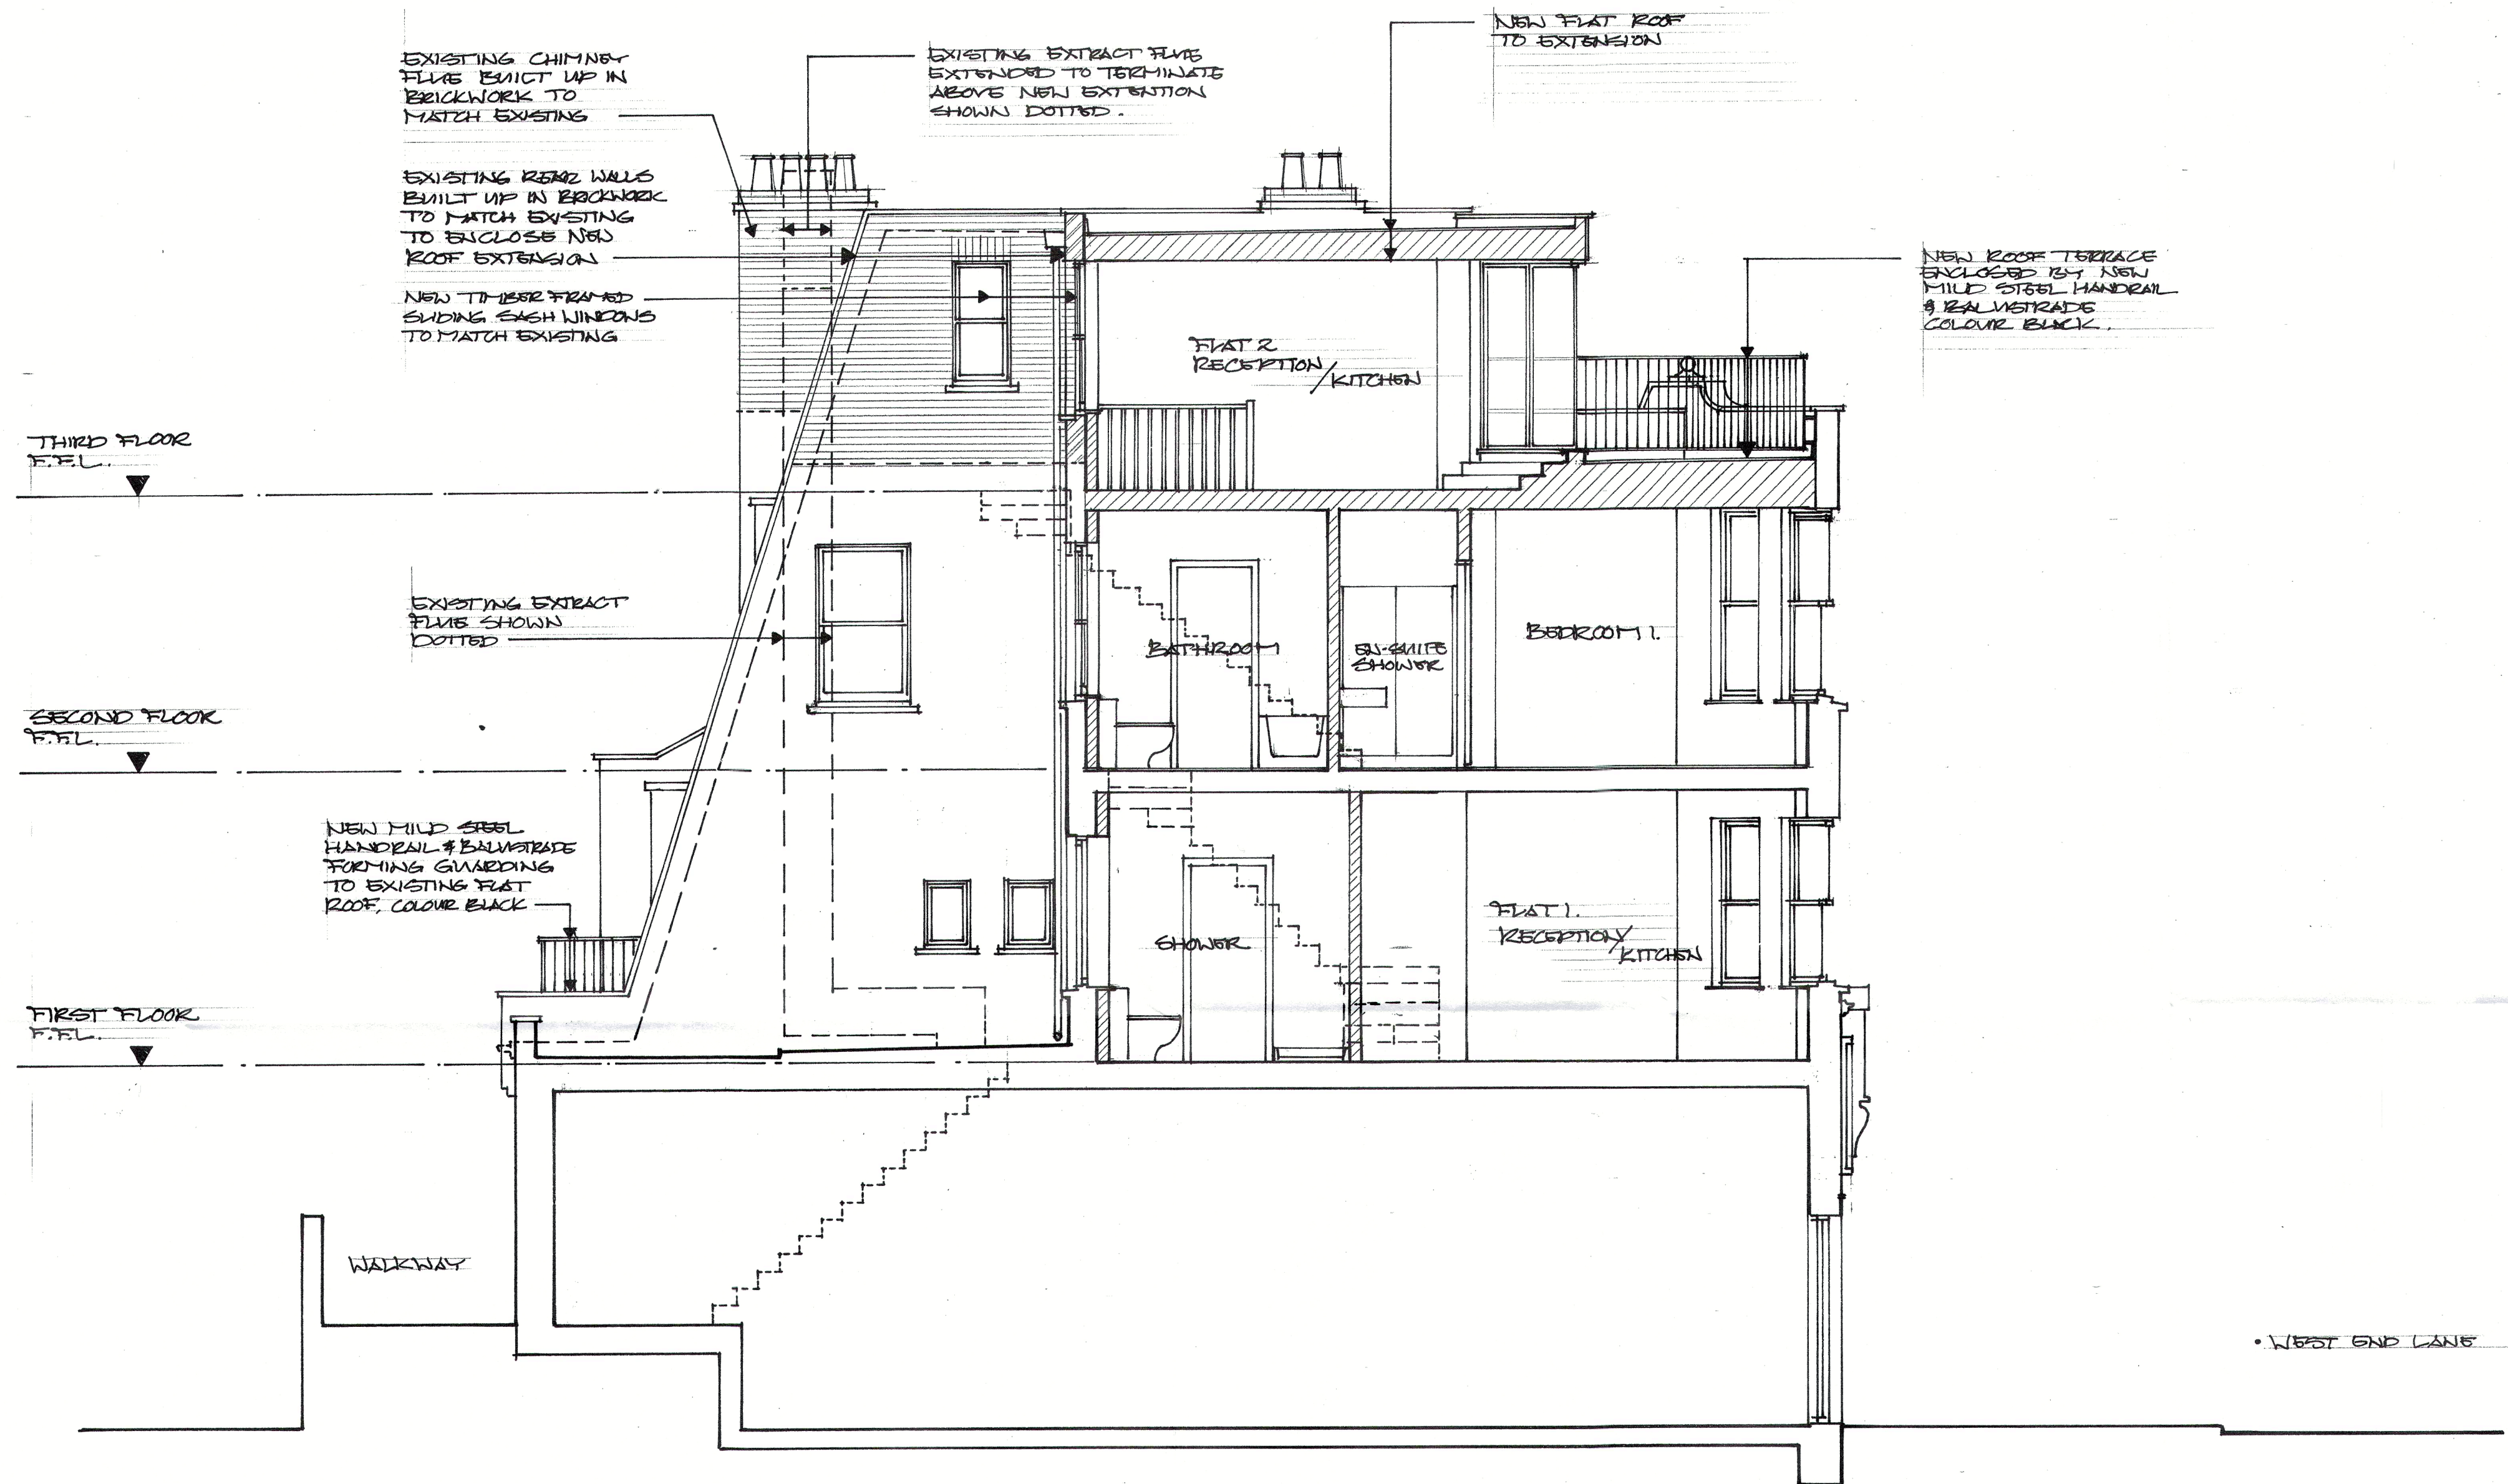 EXISTING CHIMNEY
FLUE BUILT UP IN
BRICKWORK TO
MATCH EXISTING
EXISTING EXTRACT FLUE
EXTENDED TO TERMINATE
ABOVE NEW EXTENTION
SHOWN DOTTED.
NEW FLAT ROOF
TO EXTENSION
EXISTING REAR WALLS
BUILT UP IN BRICKWORK
TO MATCH EXISTING
TO ENCLOSE NEW
ROOF EXTENSION
NEW TIMBER FRAMED
SLIDING SASH WINDOWS
TO MATCH EXISTING
NEW ROOF TERRACE
ENCLOSED BY NEW
MILD STEEL HANDRAIL
& BALUSTRADE
COLOUR BLACK.
FLAT 2
RECEPTION
/KITCHEN
THIRD FLOOR
F.F.L.
EXISTING EXTRACT
FLUE SHOWN
DOTTED
BATHROOM
EN-SUITE
SHOWER
BEDROOM 1.
SECOND FLOOR
F.F.L.
NEW MILD STEEL
HANDRAIL & BALUSTRADE
FORMING GUARDING
TO EXISTING FLAT
ROOF, COLOUR BLACK
SHOWER
FLAT 1.
RECEPTION/
KITCHEN
FIRST FLOOR
F.F.L.
WALKWAY
• WEST END LANE